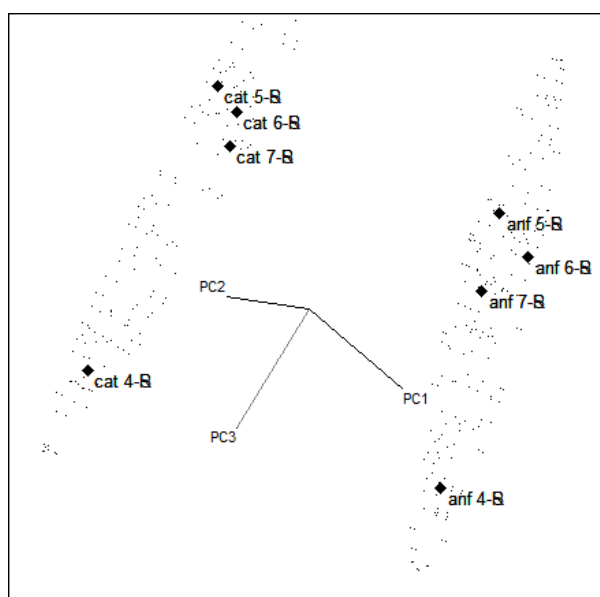 cat 5-R
cat 6-R
cat 7-R
anf 5-R
anf 6-R
PC2
anf 7-R
cat 4-R
PC1
PC3
anf 4-R